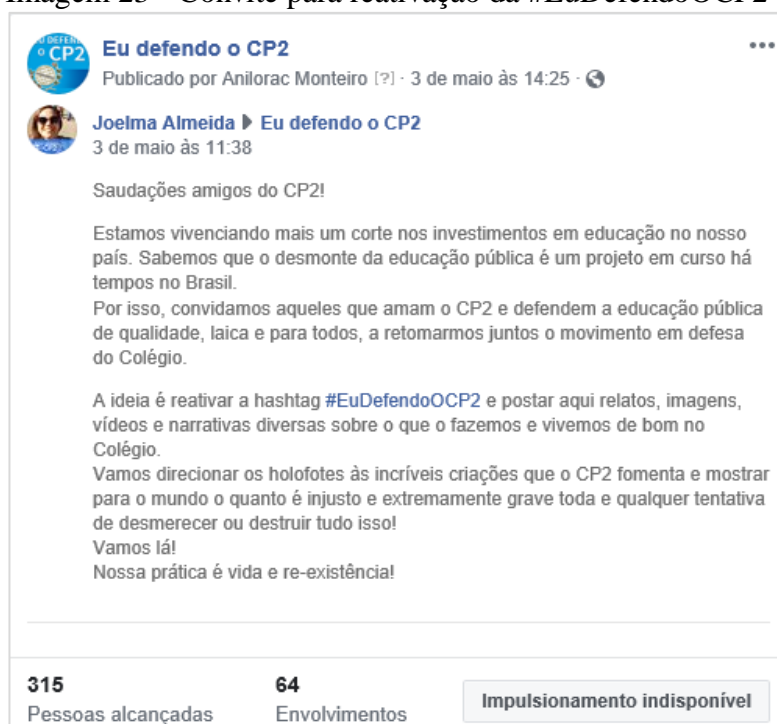 Imagem 25 - Convite para reativação da #EuDefendoOCP2
EU DEFENDO
O CP2
Eu defendo o CP2
Publicado por Anilorac Monteiro [?] · 3 de maio às 14:25 ·
Joelma Almeida ▶ Eu defendo o CP2
3 de maio às 11:38
Saudações amigos do CP2!
Estamos vivenciando mais um corte nos investimentos em educação no nosso
país. Sabemos que o desmonte da educação pública é um projeto em curso há
tempos no Brasil.
Por isso, convidamos aqueles que amam o CP2 e defendem a educação pública
de qualidade, laica e para todos, a retomarmos juntos o movimento em defesa
do Colégio.
A ideia é reativar a hashtag #EuDefendoOCP2 e postar aqui relatos, imagens,
vídeos e narrativas diversas sobre o que o fazemos e vivemos de bom no
Colégio.
Vamos direcionar os holofotes às incríveis criações que o CP2 fomenta e mostrar
para o mundo o quanto é injusto e extremamente grave toda e qualquer tentativa
de desmerecer ou destruir tudo isso!
Vamos lá!
Nossa prática é vida e re-existência!
315
Pessoas alcançadas
64
Envolvimentos
Impulsionamento indisponível